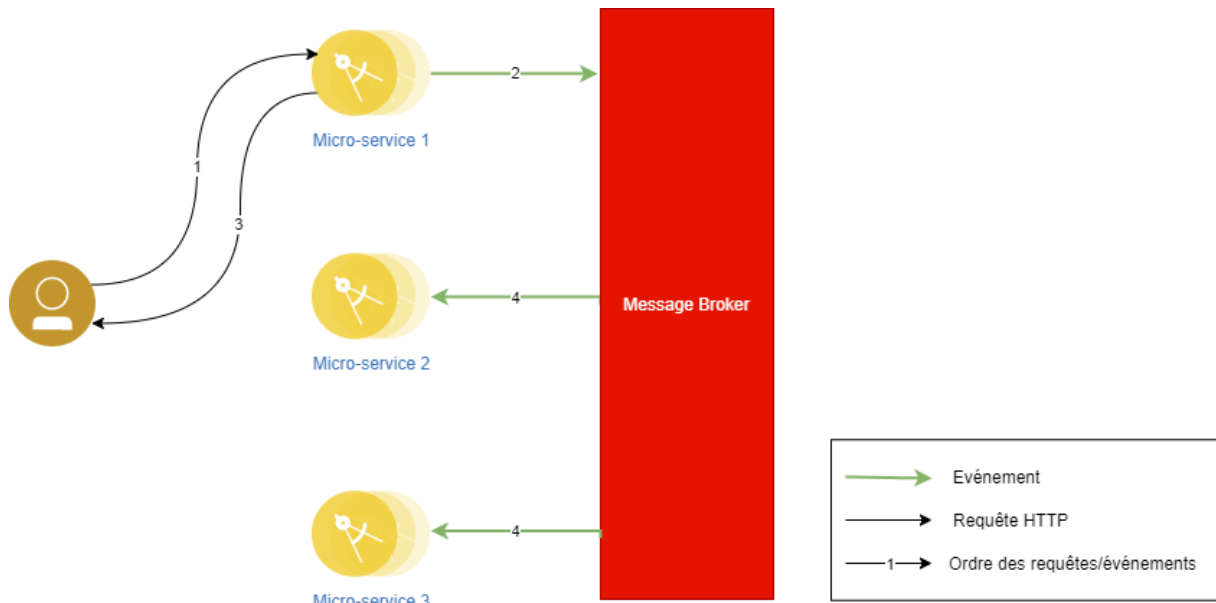 2
Micro-service 1
1
3
4
Message Broker
Micro-service 2
4
Micro-service 3
Evénement
Requête HTTP
1
Ordre des requêtes/événements